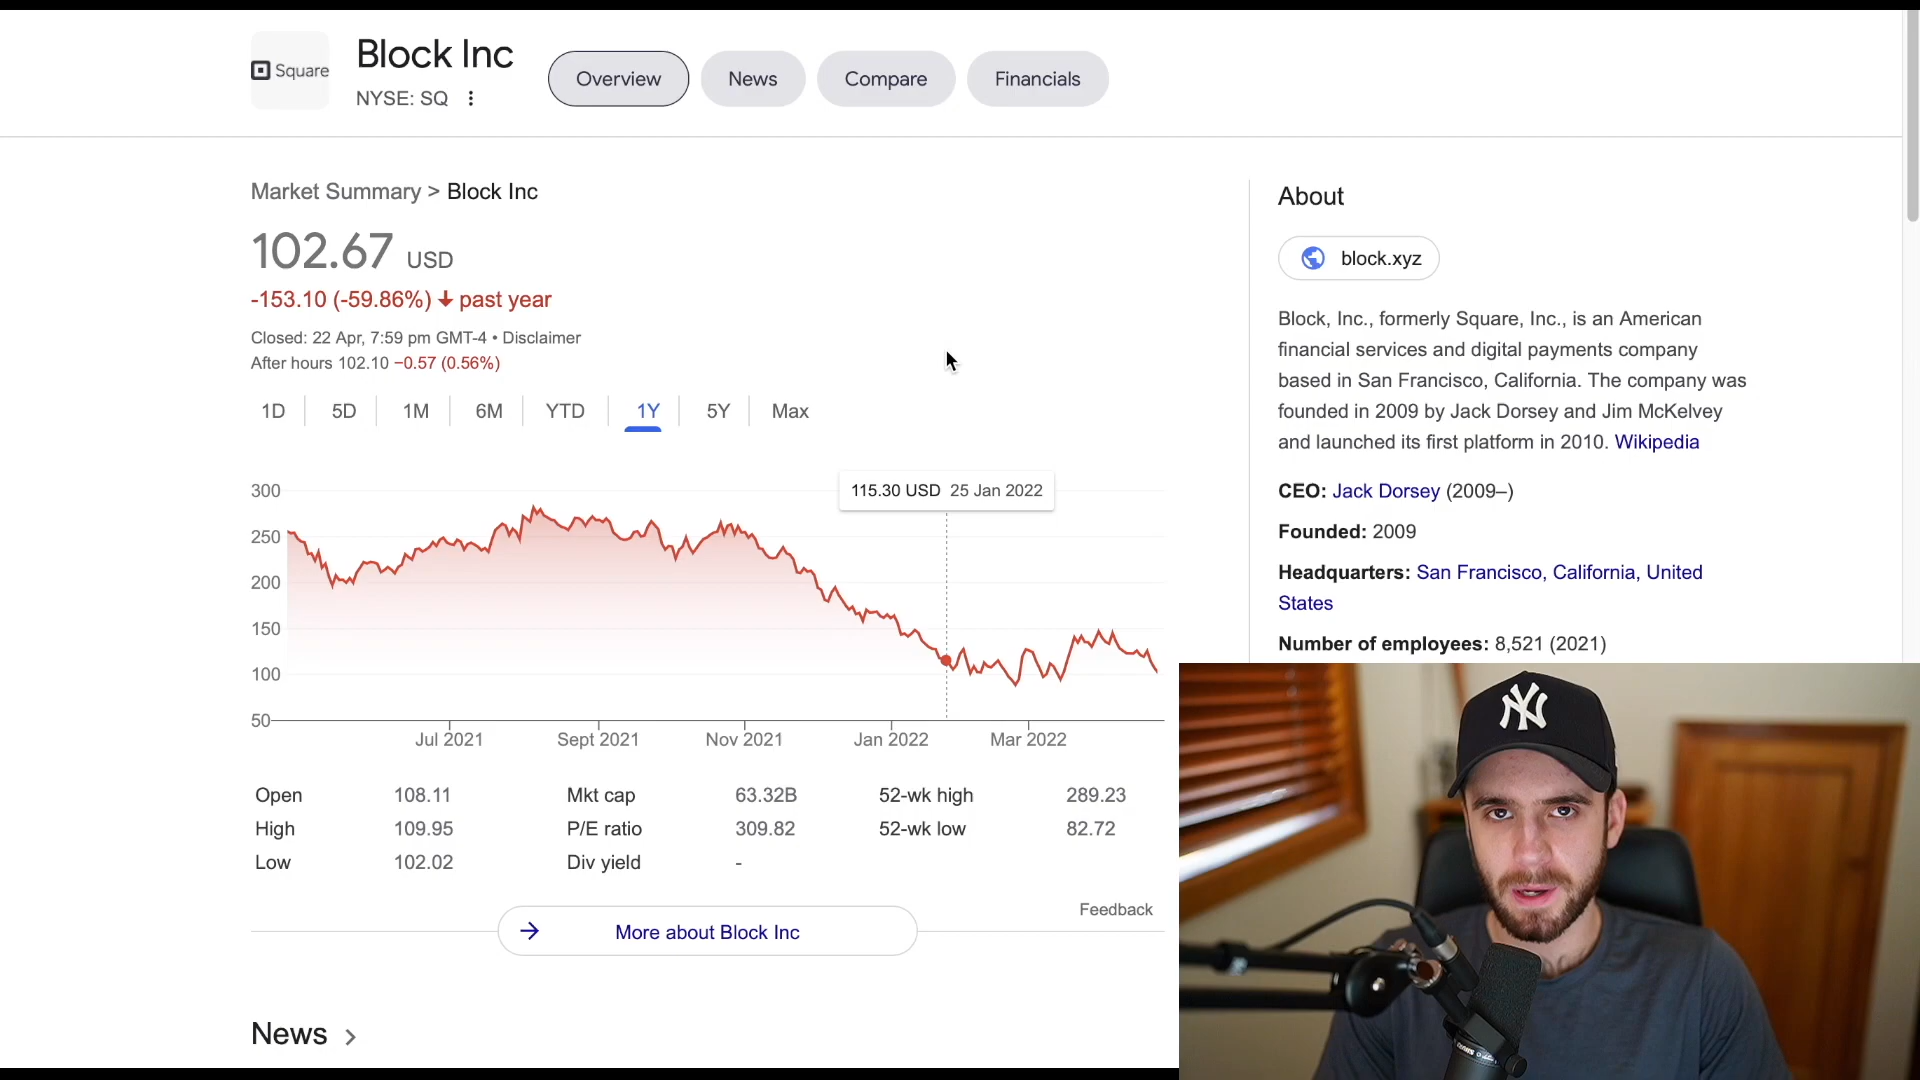 Square
Block Inc
NYSE: SQ
Overview
News
Compare
Financials
Market Summary > Block Inc
102.67 USD
-153.10 (-59.86%) past year
Closed: 22 Apr, 7:59 pm GMT-4 • Disclaimer
After hours 102.10 −0.57 (0.56%)
1D 5D 1M 6M YTD 1Y 5Y Max
115.30 USD 25 Jan 2022
300
250
200
150
100
50
Jul 2021 Sept 2021 Nov 2021 Jan 2022 Mar 2022
Open 108.11 Mkt cap 63.32B 52-wk high 289.23
High 109.95 P/E ratio 309.82 52-wk low 82.72
Low 102.02 Div yield -
Feedback
More about Block Inc
News
About
block.xyz
Block, Inc., formerly Square, Inc., is an American
financial services and digital payments company
based in San Francisco, California. The company was
founded in 2009 by Jack Dorsey and Jim McKelvey
and launched its first platform in 2010. Wikipedia
CEO: Jack Dorsey (2009–)
Founded: 2009
Headquarters: San Francisco, California, United
States
Number of employees: 8,521 (2021)
NY